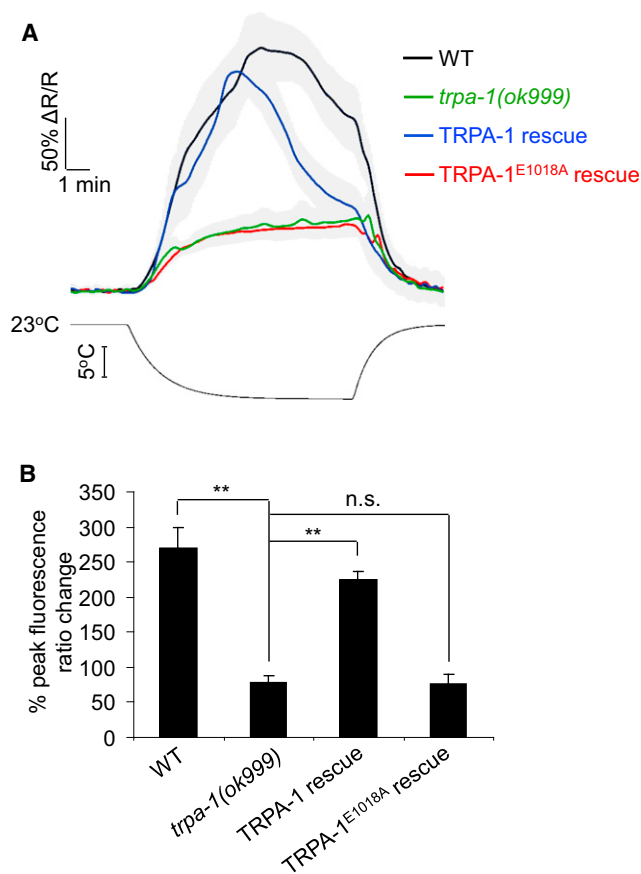 A
50% ΔR/R
1 min
WT
trpa-1(ok999)
TRPA-1 rescue
TRPA-1E1018A rescue
23oC
5oC
B
% peak fluorescence
ratio change
350
300
250
200
150
100
50
0
**
**
n.s.
WT
trpa-1(ok999)
TRPA-1 rescue
TRPA-1E1018A rescue